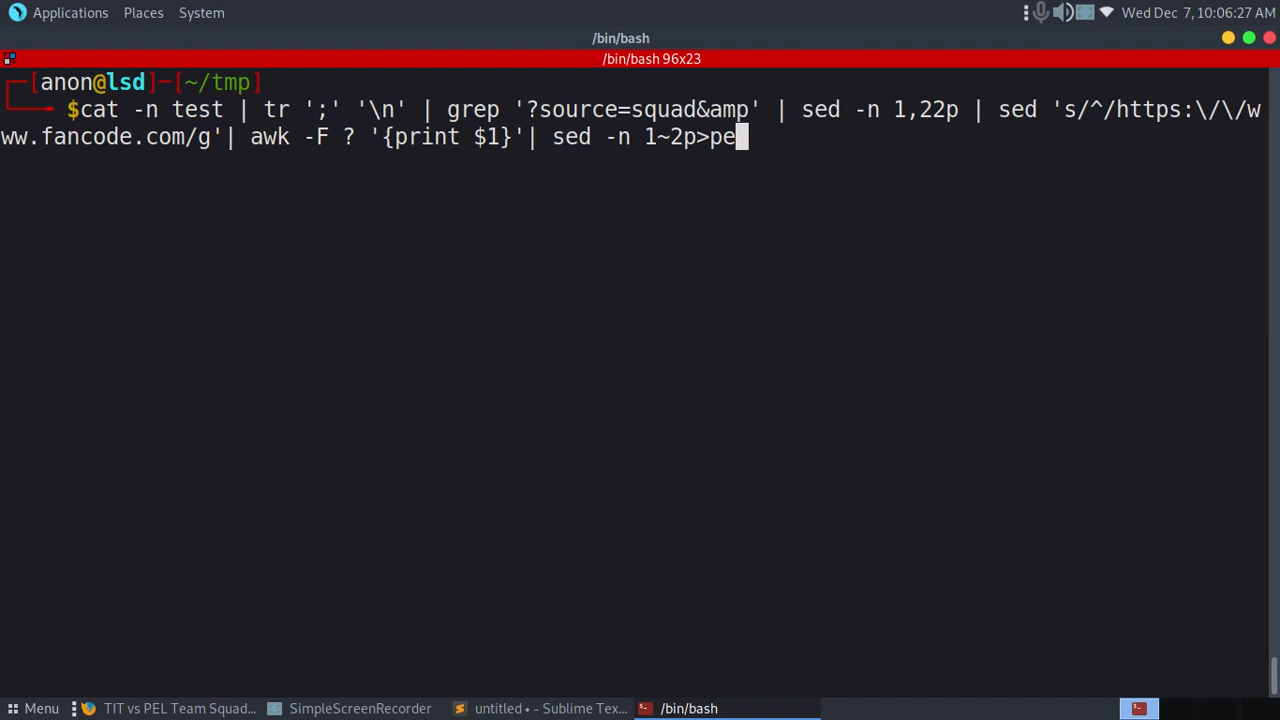 Applications Places System Wed Dec 7, 10:06:27 AM
/bin/bash
/bin/bash 96x23
┌─[anon@lsd]─[~/tmp]
└──╼ $cat -n test | tr ';' '\n' | grep '?source=squad&amp' | sed -n 1,22p | sed 's/^/https:\/\/w
ww.fancode.com/g'| awk -F ? '{print $1}'| sed -n 1~2p>pe
Menu TIT vs PEL Team Squad... SimpleScreenRecorder untitled • - Sublime Tex... /bin/bash